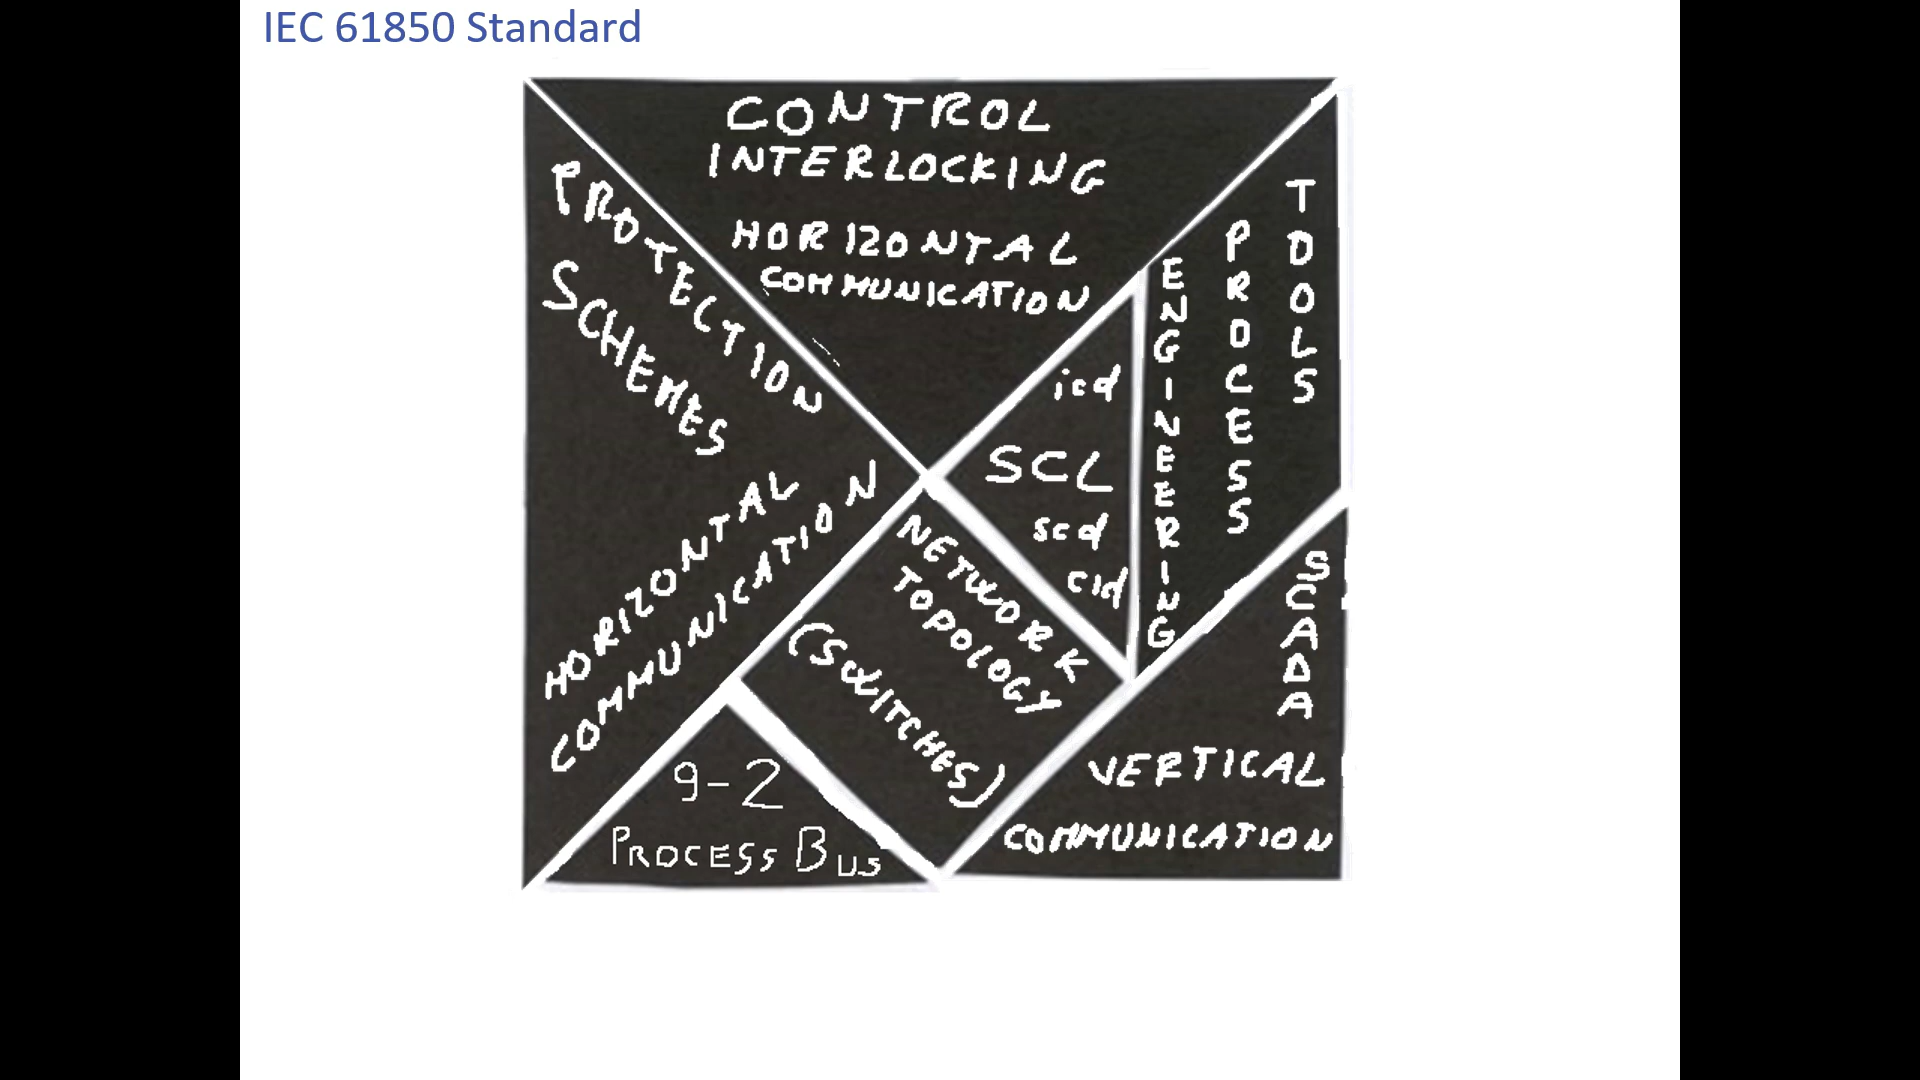 IEC 61850 Standard
CONTROL
INTERLOCKING
HORIZONTAL
COMMUNICATION
PROTECTION
SCHEMES
HORIZONTAL
COMMUNICATION
icd
SCL
scd
cid
ENGINEERING
PROCESS
TOOLS
NETWORK
TOPOLOGY
(SWITCHES)
9-2
PROCESS BUS
SCADA
VERTICAL
COMMUNICATION